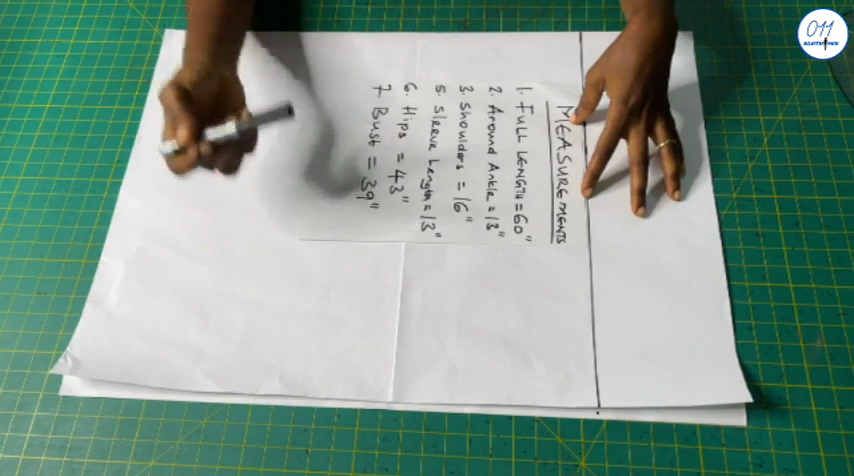 MEASUREMENTS
1. FULL LENGTH = 60"
2. Around Ankle = 13"
3. Shoulders = 16"
5. Sleeve Length = 13"
6. Hips = 43"
7. Bust = 39"
011